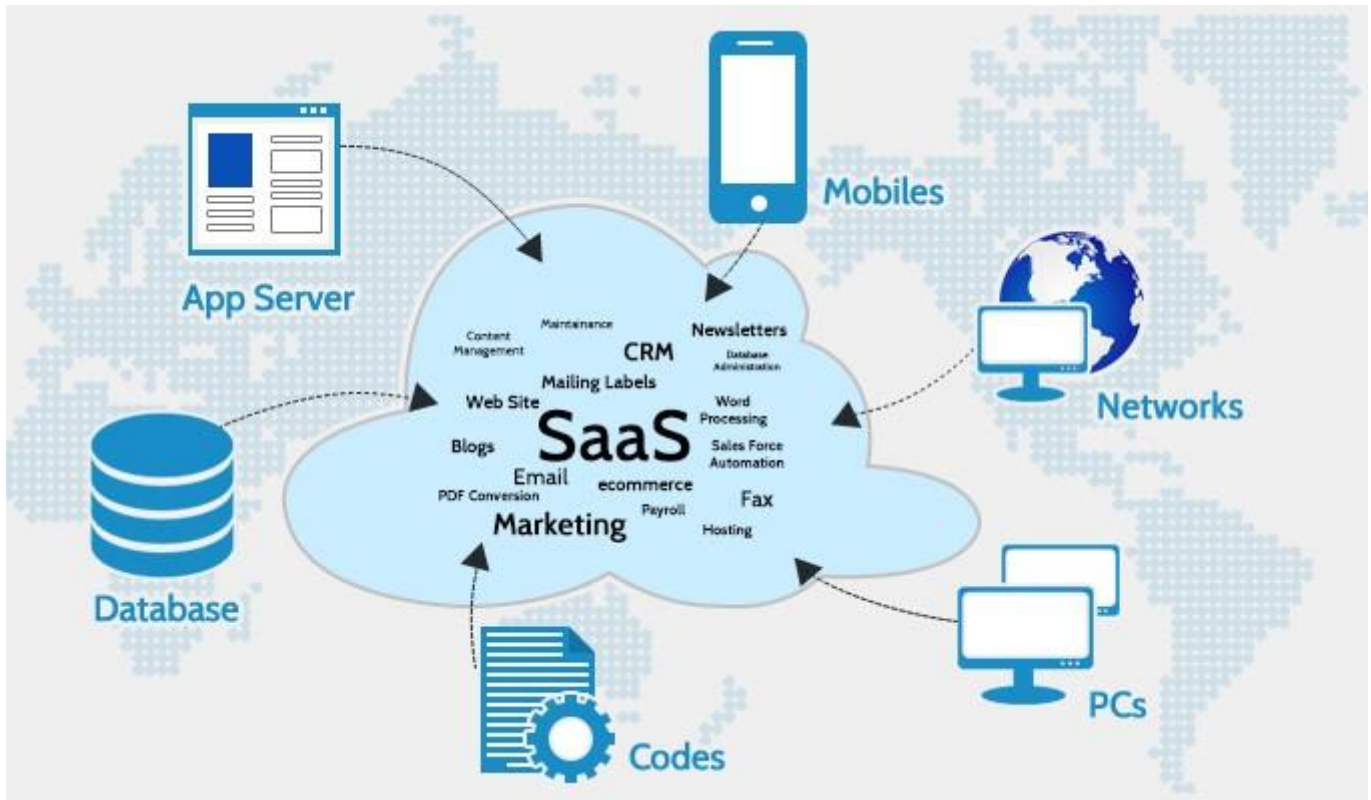 Mobiles
App Server
Networks
Maintainance
Content
Management
Newsletters
CRM
Database
Administration
Mailing Labels
Web Site
Word
Processing
SaaS
Blogs
Sales Force
Automation
Email
ecommerce
PDF Conversion
Fax
Payroll
Marketing
Hosting
Database
PCs
Codes